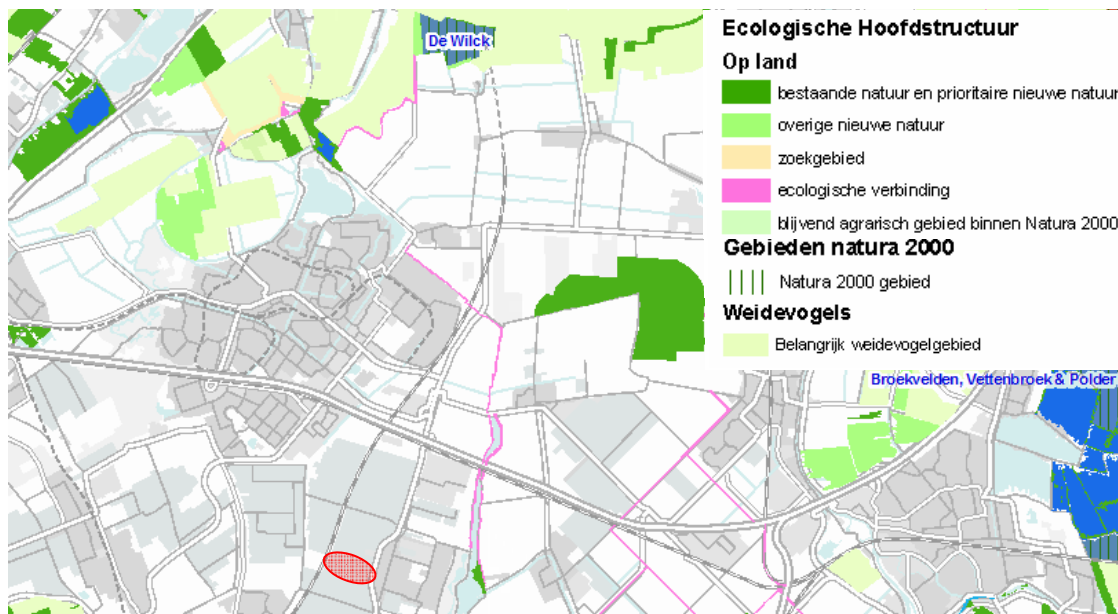 De Wilck
Ecologische Hoofdstructuur
Op land
bestaande natuur en prioritaire nieuwe natuur
overige nieuwe natuur
zoekgebied
ecologische verbinding
blijvend agrarisch gebied binnen Natura 2000
Gebieden natura 2000
Natura 2000 gebied
Weidevogels
Belangrijk weidevogelgebied
Broekvelden, Vettenbroek & Polder